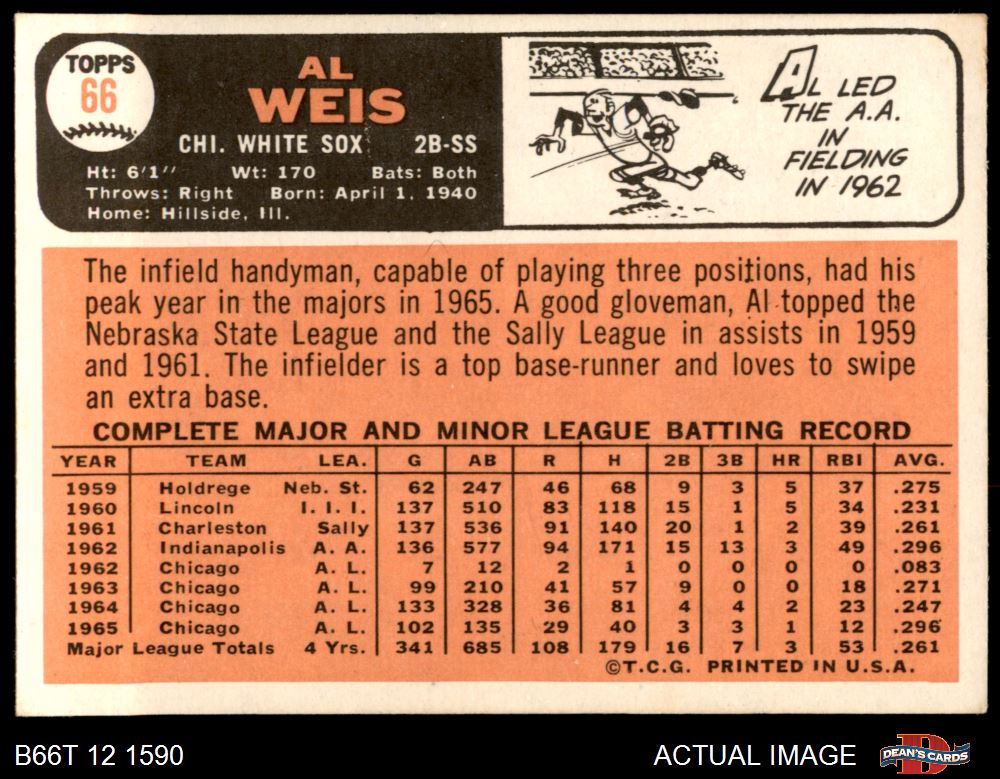 TOPPS
66
AL
WEIS
CHI. WHITE SOX 2B-SS
Ht: 6'1" Wt: 170 Bats: Both
Throws: Right Born: April 1, 1940
Home: Hillside, Ill.
AL LED
THE A.A.
IN
FIELDING
IN 1962
The infield handyman, capable of playing three positions, had his
peak year in the majors in 1965. A good gloveman, Al topped the
Nebraska State League and the Sally League in assists in 1959
and 1961. The infielder is a top base-runner and loves to swipe
an extra base.
COMPLETE MAJOR AND MINOR LEAGUE BATTING RECORD
YEAR TEAM LEA. G AB R H 2B 3B HR RBI AVG.
1959 Holdrege Neb. St. 62 247 46 68 9 3 5 37 .275
1960 Lincoln I. I. I. 137 510 83 118 15 1 5 34 .231
1961 Charleston Sally 137 536 91 140 20 1 2 39 .261
1962 Indianapolis A. A. 136 577 94 171 15 13 3 49 .296
1962 Chicago A. L. 7 12 2 1 0 0 0 0 .083
1963 Chicago A. L. 99 210 41 57 9 0 0 18 .271
1964 Chicago A. L. 133 328 36 81 4 4 2 23 .247
1965 Chicago A. L. 102 135 29 40 3 3 1 12 .296
Major League Totals 4 Yrs. 341 685 108 179 16 7 3 53 .261
©T.C.G. PRINTED IN U.S.A.
B66T 12 1590 ACTUAL IMAGE DEAN'S CARDS